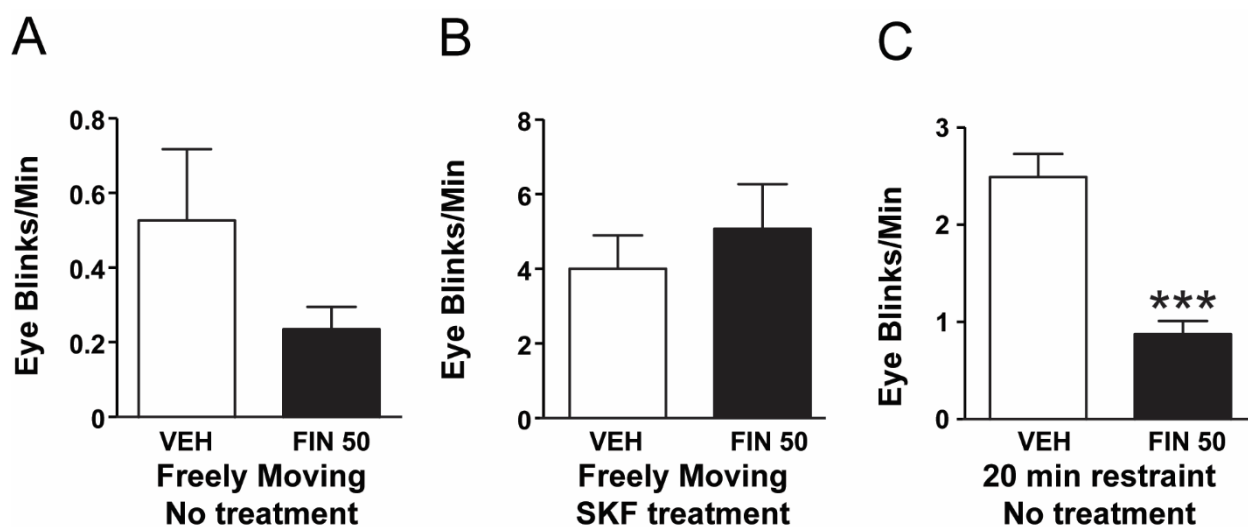 A
Eye Blinks/Min
0.8
0.6
0.4
0.2
0
VEH FIN 50
Freely Moving
No treatment
B
Eye Blinks/Min
8
6
4
2
0
VEH FIN 50
Freely Moving
SKF treatment
C
Eye Blinks/Min
3
2
1
0
***
VEH FIN 50
20 min restraint
No treatment